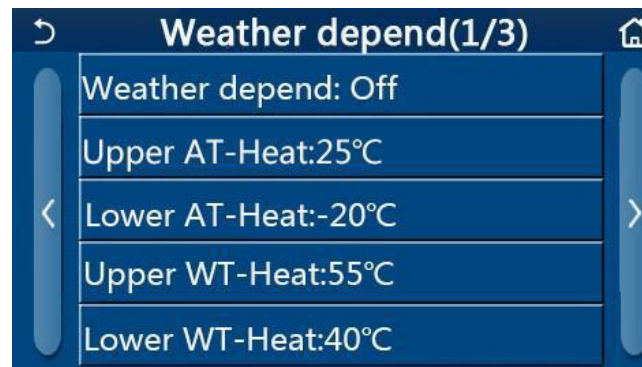 Weather depend(1/3)
Weather depend: Off
Upper AT-Heat:25℃
Lower AT-Heat:-20℃
Upper WT-Heat:55℃
Lower WT-Heat:40℃